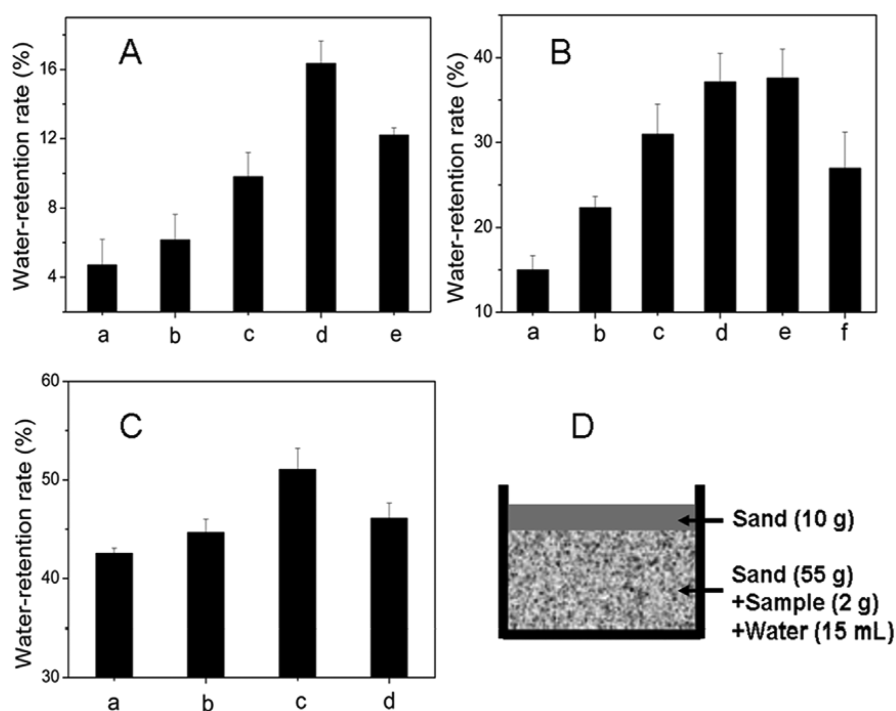 A
Water-retention rate (%)
16
12
8
4
a b c d e
B
Water-retention rate (%)
40
30
20
10
a b c d e f
C
Water-retention rate (%)
60
50
40
30
a b c d
D
Sand (10 g)
Sand (55 g)
+Sample (2 g)
+Water (15 mL)